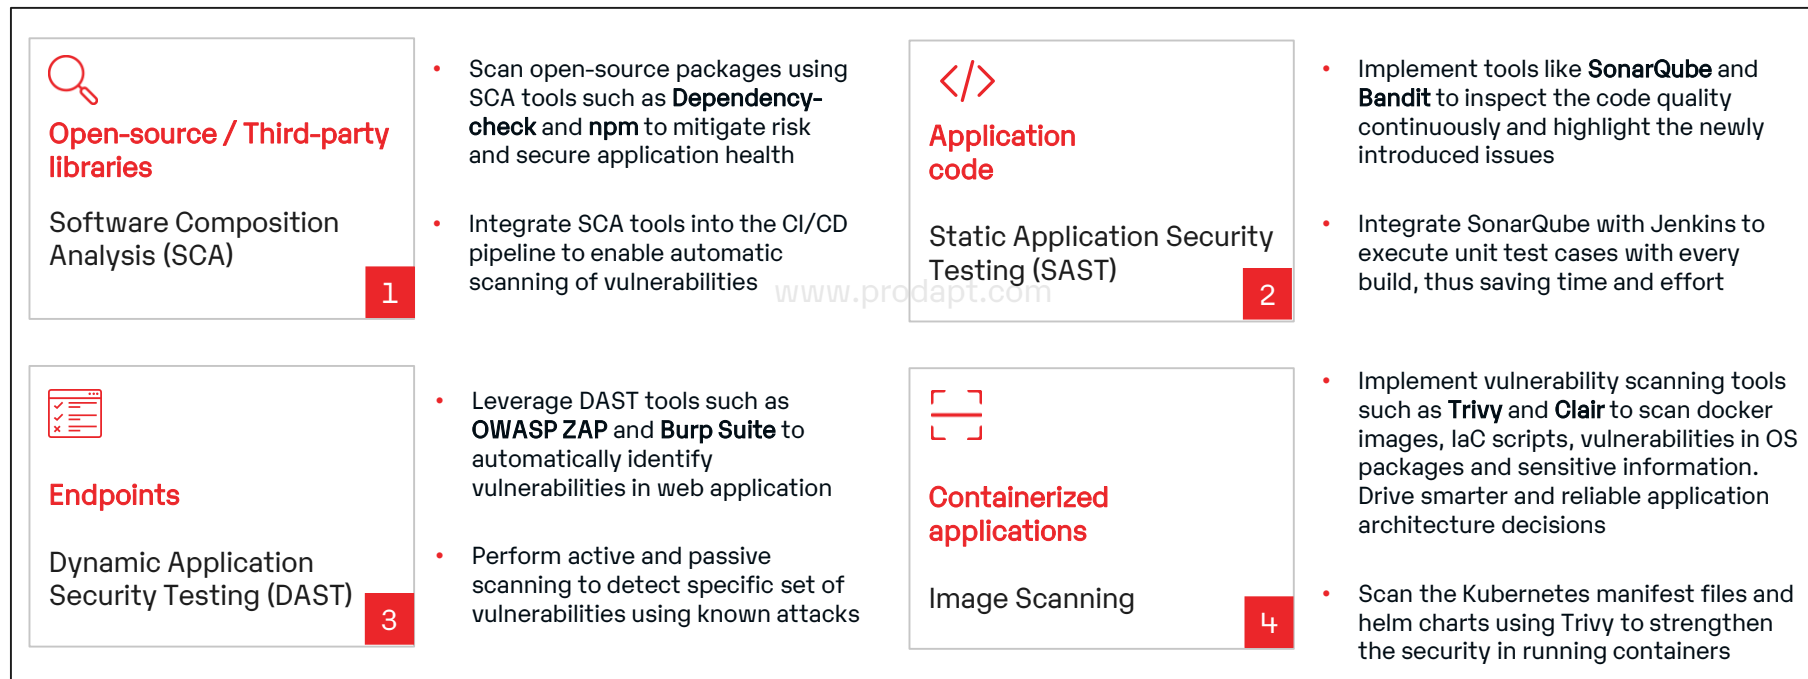 Open-source / Third-party
libraries
Software Composition
Analysis (SCA)
1
• Scan open-source packages using
SCA tools such as Dependency-
check and npm to mitigate risk
and secure application health
• Integrate SCA tools into the CI/CD
pipeline to enable automatic
scanning of vulnerabilities
</>
Application
code
Static Application Security
Testing (SAST)
2
• Implement tools like SonarQube and
Bandit to inspect the code quality
continuously and highlight the newly
introduced issues
• Integrate SonarQube with Jenkins to
execute unit test cases with every
build, thus saving time and effort
www.prodapt.com
Endpoints
Dynamic Application
Security Testing (DAST)
3
• Leverage DAST tools such as
OWASP ZAP and Burp Suite to
automatically identify
vulnerabilities in web application
• Perform active and passive
scanning to detect specific set of
vulnerabilities using known attacks
Containerized
applications
Image Scanning
4
• Implement vulnerability scanning tools
such as Trivy and Clair to scan docker
images, IaC scripts, vulnerabilities in OS
packages and sensitive information.
Drive smarter and reliable application
architecture decisions
• Scan the Kubernetes manifest files and
helm charts using Trivy to strengthen
the security in running containers